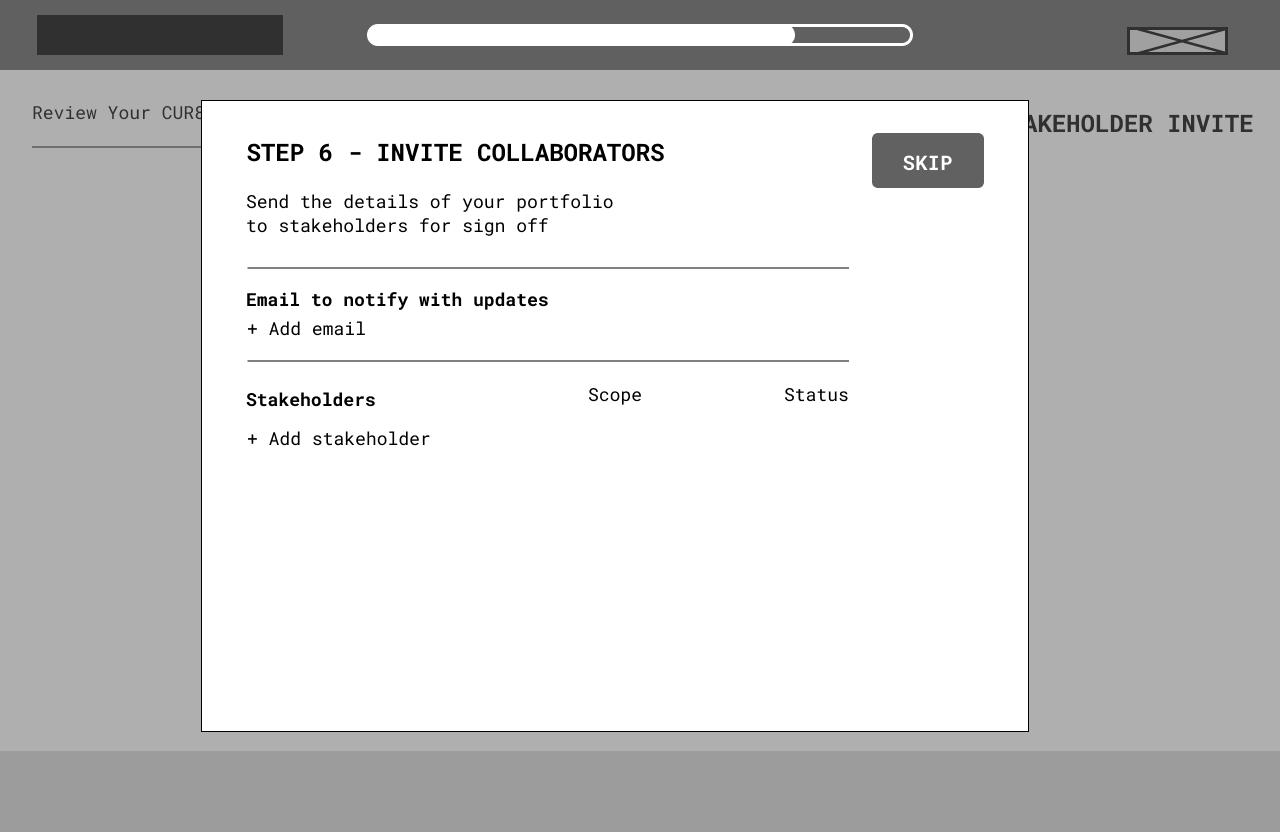 Review Your CUR8
STAKEHOLDER INVITE
STEP 6 - INVITE COLLABORATORS
SKIP
Send the details of your portfolio
to stakeholders for sign off
Email to notify with updates
+ Add email
Stakeholders Scope Status
+ Add stakeholder